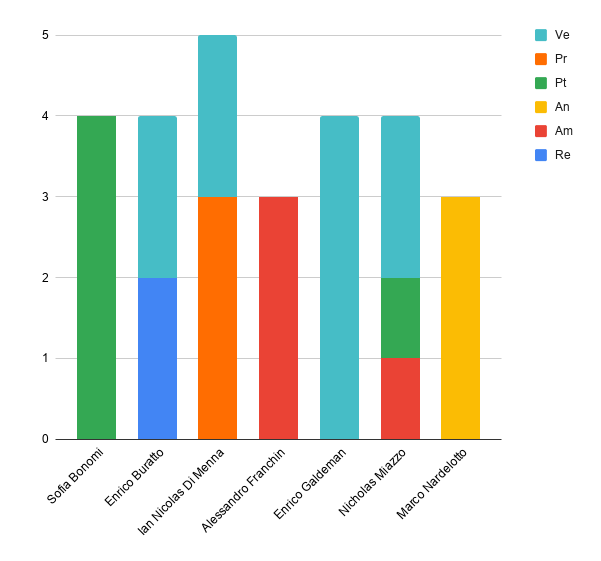 5
4
3
2
1
0
Sofia Bonomi
Enrico Buratto
Ian Nicolas Di Menna
Alessandro Franchin
Enrico Galdeman
Nicholas Miazzo
Marco Nardelotto
Ve
Pr
Pt
An
Am
Re